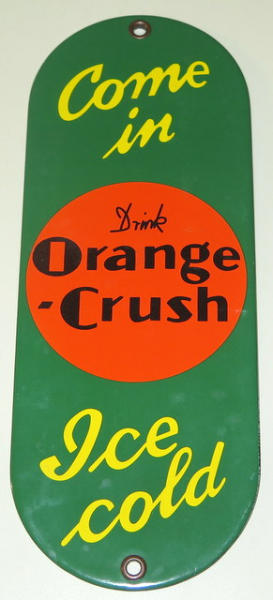 Come
in
Drink
Orange
-Crush
Ice
cold